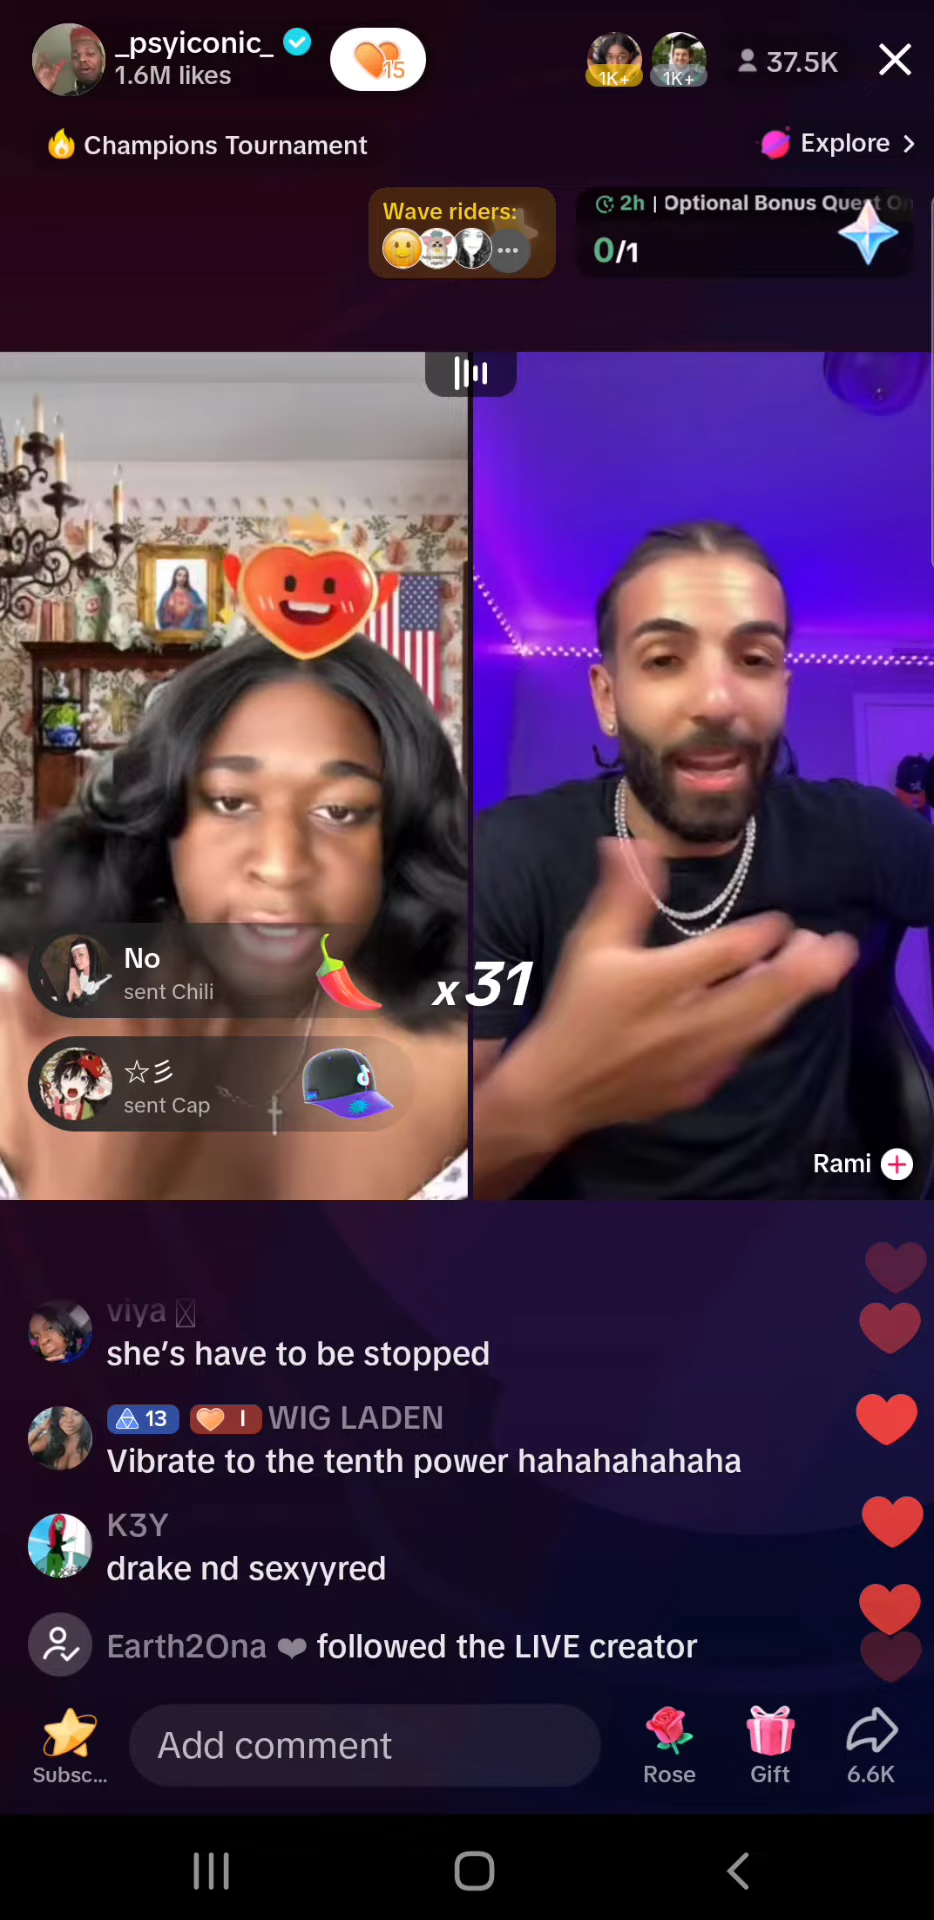 _psyiconic_
1.6M likes
15
1K+
1K+
37.5K
Champions Tournament
Explore
Wave riders:
2h | Optional Bonus Quest On
0/1
No
sent Chili
x31
☆彡
sent Cap
Rami
viya
she's have to be stopped
13 I WIG LADEN
Vibrate to the tenth power hahahahahaha
K3Y
drake nd sexyyred
Earth2Ona ❤ followed the LIVE creator
Subsc...
Add comment
Rose
Gift
6.6K